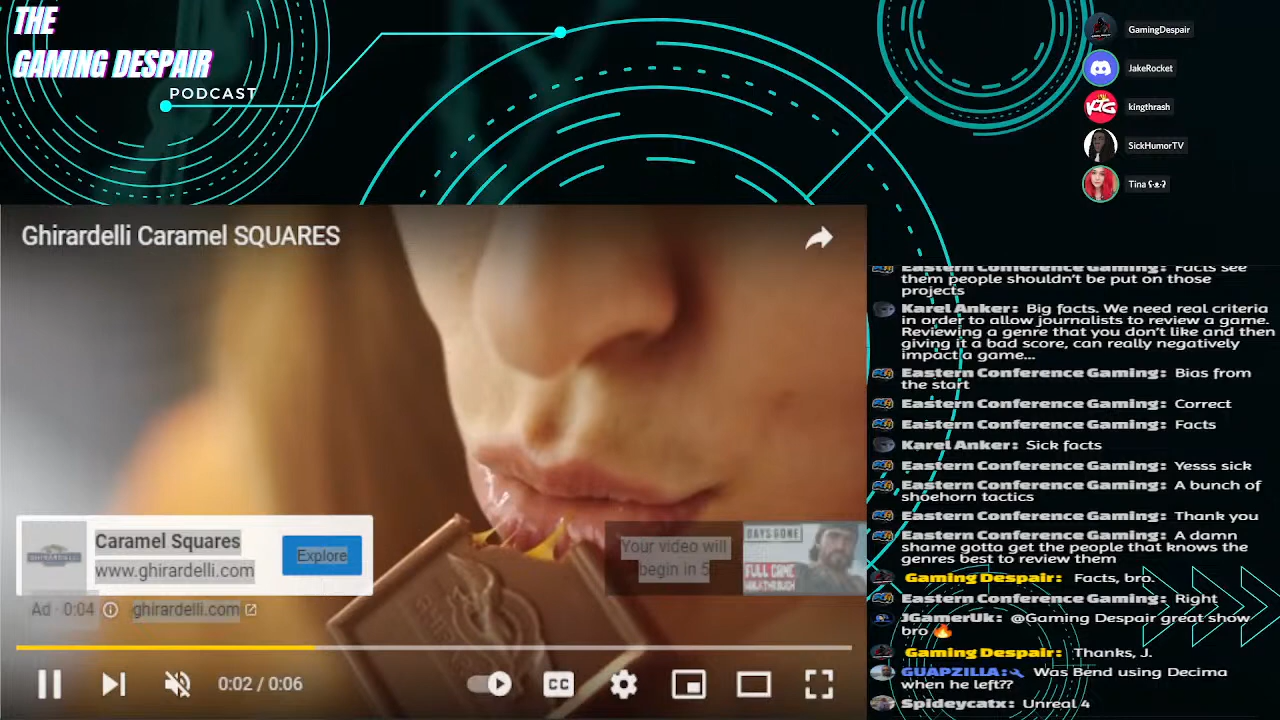 THE
GAMING DESPAIR
PODCAST
GamingDespair
JakeRocket
kingthrash
SickHumorTV
Tina ʕ·ᴥ·ʔ
Ghirardelli Caramel SQUARES
Caramel Squares
www.ghirardelli.com
Explore
GHIRARDELLI
Your video will
begin in 5
DAYS GONE
FULL GAME
WALKTHROUGH
Ad · 0:04
ghirardelli.com
0:02 / 0:06
CC
Eastern Conference Gaming: Facts see
them people shouldn't be put on those
projects
Karel Anker: Big facts. We need real criteria
in order to allow journalists to review a game.
Reviewing a genre that you don't like and then
giving it a bad score, can really negatively
impact a game...
Eastern Conference Gaming: Bias from
the start
Eastern Conference Gaming: Correct
Eastern Conference Gaming: Facts
Karel Anker: Sick facts
Eastern Conference Gaming: Yesss sick
Eastern Conference Gaming: A bunch of
shoehorn tactics
Eastern Conference Gaming: Thank you
Eastern Conference Gaming: A damn
shame gotta get the people that knows the
genres best to review them
Gaming Despair: Facts, bro.
Eastern Conference Gaming: Right
JGamerUk: @Gaming Despair great show
bro 🔥
Gaming Despair: Thanks, J.
GUAPZILLA:🔧 Was Bend using Decima
when he left??
Spideycatx: Unreal 4